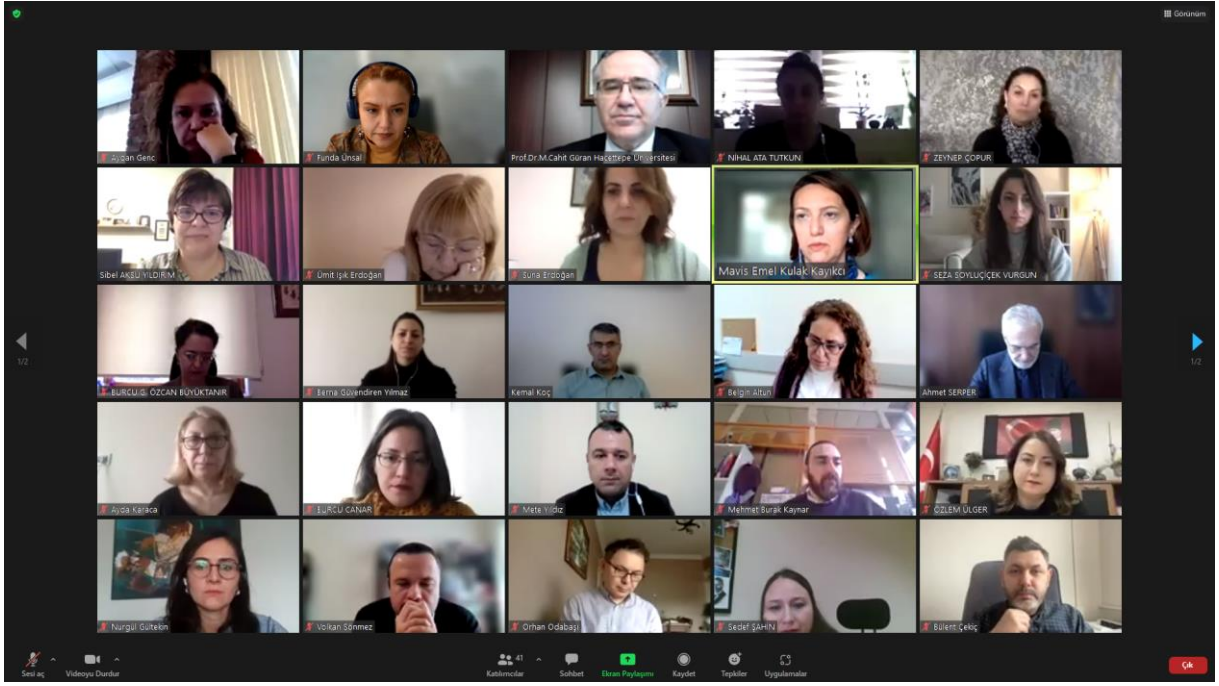 Görünüm
Aycan Genc
Funda Ünsal
Prof.Dr.M.Cahit Güran Hacettepe Üniversitesi
NİHAL ATA TUTKUN
ZEYNEP ÇOPUR
Sibel AKSU YILDIRIM
Ümit Işık Erdoğan
Suna Erdoğan
Mavis Emel Kulak Kayıkcı
SEZA SOYLUÇİÇEK VURGUN
1/2
1/2
BURCU G. ÖZCAN BÜYÜKTANIR
Berna Güvendiren Yılmaz
Kemal Koç
Belgin Altun
Ahmet SERPER
Ayda Karaca
BURCU CANAR
Mete Yıldız
Mehmet Burak Kaynar
ÖZLEM ÜLGER
Nurgül Gültekin
Volkan Sönmez
Orhan Odabaşı
Sedef ŞAHİN
Bülent Çekiç
Sesi aç
Videoyu Durdur
Katılımcılar
41
Sohbet
Ekran Paylaşımı
Kaydet
Tepkiler
Uygulamalar
Çık